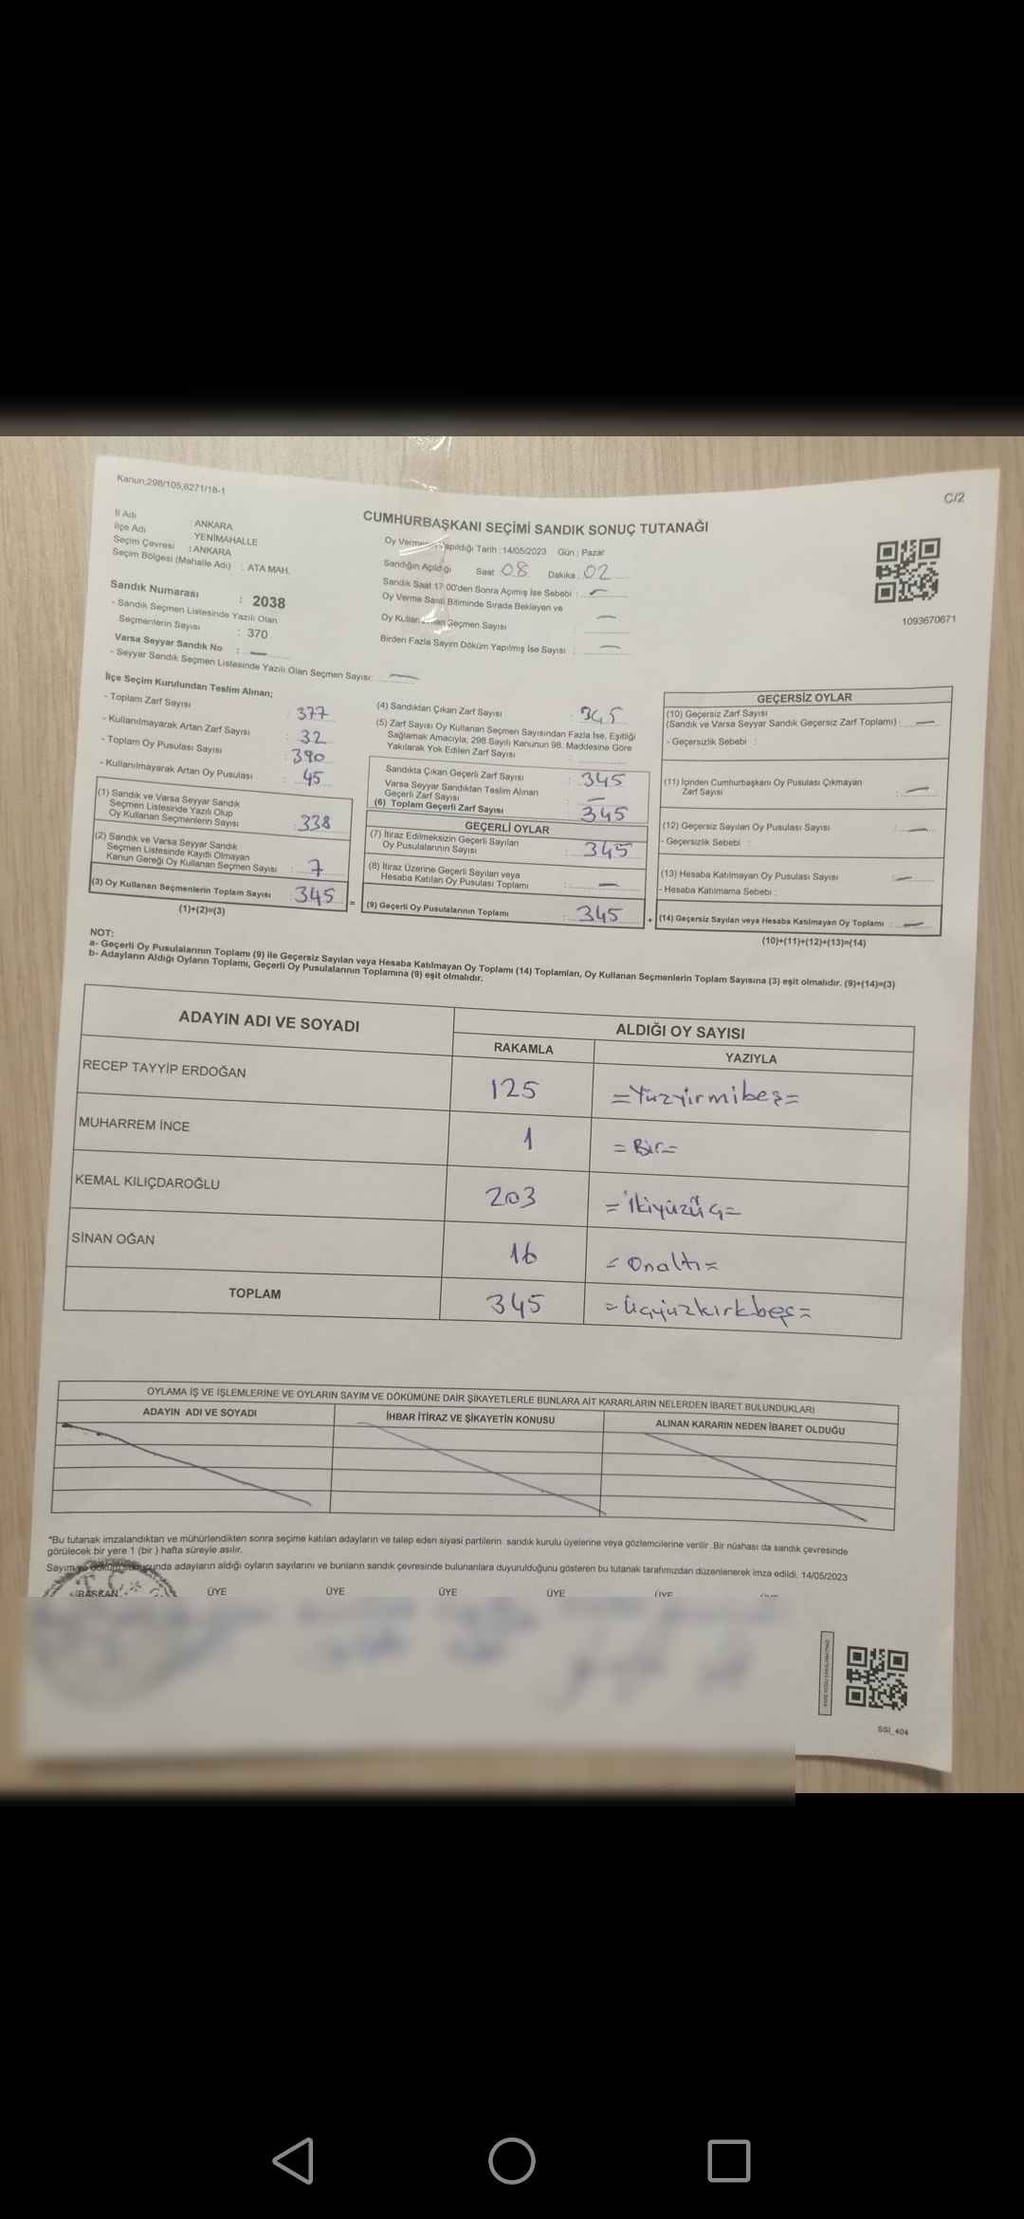 Kanun,298/105,6271/18-1
C/2
İl Adı : ANKARA
İlçe Adı YENİMAHALLE
Seçim Çevresi : ANKARA
Seçim Bölgesi (Mahalle Adı) : ATA MAH.
CUMHURBAŞKANI SEÇİMİ SANDIK SONUÇ TUTANAĞI
Oy Verme Yapıldığı Tarih : 14/05/2023 Gün : Pazar
Sandığın Açıldığı Saat 08 Dakika : 02
Sandık Saat 17:00'den Sonra Açımış İse Sebebi : —
Oy Verme Saati Bitiminde Sırada Bekleyen ve
Oy Kullanan Seçmen Sayısı —
Birden Fazla Sayım Döküm Yapılmış İse Sayısı : —
1093670671
Sandık Numarası : 2038
- Sandık Seçmen Listesinde Yazılı Olan
Seçmenlerin Sayısı : 370
Varsa Seyyar Sandık No : —
- Seyyar Sandık Seçmen Listesinde Yazılı Olan Seçmen Sayısı: —
İlçe Seçim Kurulundan Teslim Alınan;
- Toplam Zarf Sayısı : 377
- Kullanılmayarak Artan Zarf Sayısı : 32
- Toplam Oy Pusulası Sayısı : 390
- Kullanılmayarak Artan Oy Pusulası : 45
(1) Sandık ve Varsa Seyyar Sandık
Seçmen Listesinde Yazılı Olup
Oy Kullanan Seçmenlerin Sayısı : 338
(2) Sandık ve Varsa Seyyar Sandık
Seçmen Listesinde Kayıtlı Olmayan
Kanun Gereği Oy Kullanan Seçmen Sayısı : 7
(3) Oy Kullanan Seçmenlerin Toplam Sayısı : 345
(1)+(2)=(3)
=
(4) Sandıktan Çıkan Zarf Sayısı : 345
(5) Zarf Sayısı Oy Kullanan Seçmen Sayısından Fazla İse, Eşitliği
Sağlamak Amacıyla; 298 Sayılı Kanunun 98. Maddesine Göre
Yakılarak Yok Edilen Zarf Sayısı :
Sandıkta Çıkan Geçerli Zarf Sayısı : 345
Varsa Seyyar Sandıktan Teslim Alınan
Geçerli Zarf Sayısı : —
(6) Toplam Geçerli Zarf Sayısı : 345
GEÇERLİ OYLAR
(7) İtiraz Edilmeksizin Geçerli Sayılan
Oy Pusulalarının Sayısı : 345
(8) İtiraz Üzerine Geçerli Sayılan veya
Hesaba Katılan Oy Pusulası Toplamı : —
(9) Geçerli Oy Pusulalarının Toplamı : 345
+
GEÇERSİZ OYLAR
(10) Geçersiz Zarf Sayısı
(Sandık ve Varsa Seyyar Sandık Geçersiz Zarf Toplamı) : —
- Geçersizlik Sebebi :
(11) İçinden Cumhurbaşkanı Oy Pusulası Çıkmayan
Zarf Sayısı : —
(12) Geçersiz Sayılan Oy Pusulası Sayısı : —
- Geçersizlik Sebebi :
(13) Hesaba Katılmayan Oy Pusulası Sayısı : —
- Hesaba Katılmama Sebebi :
(14) Geçersiz Sayılan veya Hesaba Katılmayan Oy Toplamı : —
(10)+(11)+(12)+(13)=(14)
NOT:
a- Geçerli Oy Pusulalarının Toplamı (9) ile Geçersiz Sayılan veya Hesaba Katılmayan Oy Toplamı (14) Toplamları, Oy Kullanan Seçmenlerin Toplam Sayısına (3) eşit olmalıdır. (9)+(14)=(3)
b- Adayların Aldığı Oyların Toplamı, Geçerli Oy Pusulalarının Toplamına (9) eşit olmalıdır.
ADAYIN ADI VE SOYADI
ALDIĞI OY SAYISI
RAKAMLA YAZIYLA
RECEP TAYYİP ERDOĞAN 125 =Yüzyirmibeş=
MUHARREM İNCE 1 =Bir=
KEMAL KILIÇDAROĞLU 203 =İkiyüzüç=
SİNAN OĞAN 16 =Onaltı=
TOPLAM 345 =Üçyüzkırkbeş=
OYLAMA İŞ VE İŞLEMLERİNE VE OYLARIN SAYIM VE DÖKÜMÜNE DAİR ŞİKAYETLERLE BUNLARA AİT KARARLARIN NELERDEN İBARET BULUNDUKLARI
ADAYIN ADI VE SOYADI İHBAR İTİRAZ VE ŞİKAYETİN KONUSU ALINAN KARARIN NEDEN İBARET OLDUĞU
*Bu tutanak imzalandıktan ve mühürlendikten sonra seçime katılan adayların ve talep eden siyasi partilerin sandık kurulu üyelerine veya gözlemcilerine verilir. Bir nüshası da sandık çevresinde
görülecek bir yere 1 (bir ) hafta süreyle asılır.
Sayım ve dökümü sonunda adayların aldığı oyların sayılarını ve bunların sandık çevresinde bulunanlara duyurulduğunu gösteren bu tutanak tarafımızdan düzenlenerek imza edildi. 14/05/2023
BAŞKAN ÜYE ÜYE ÜYE ÜYE ÜYE
SSI_404